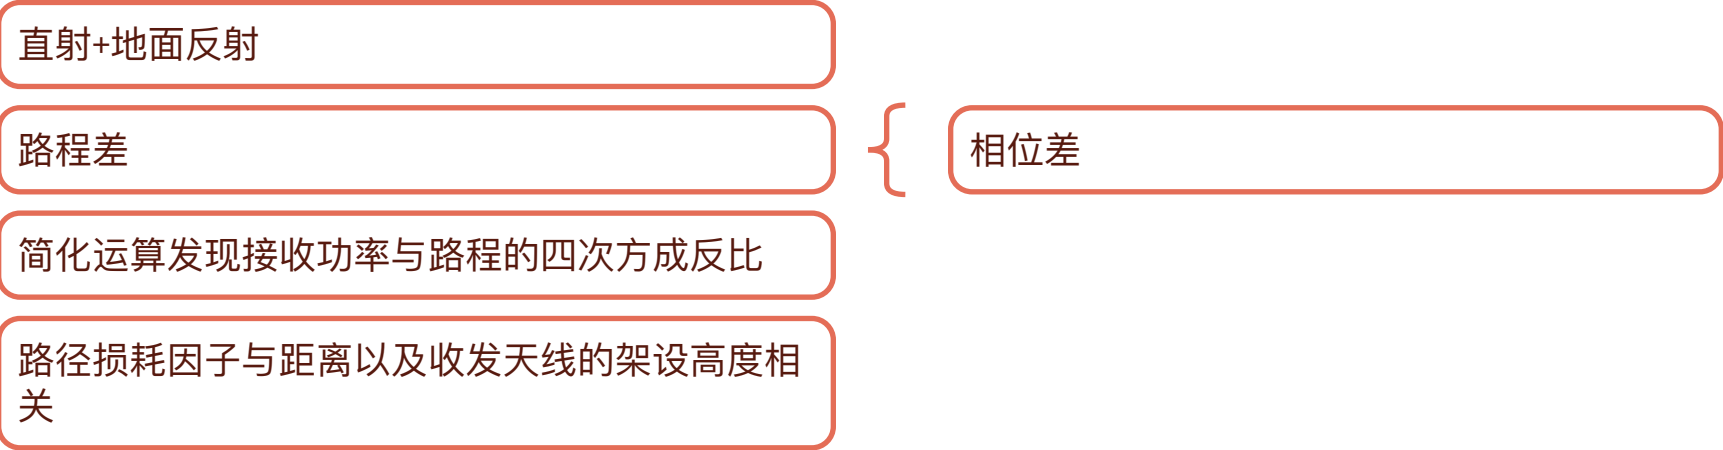 直射+地面反射
路程差
相位差
简化运算发现接收功率与路程的四次方成反比
路径损耗因子与距离以及收发天线的架设高度相
关